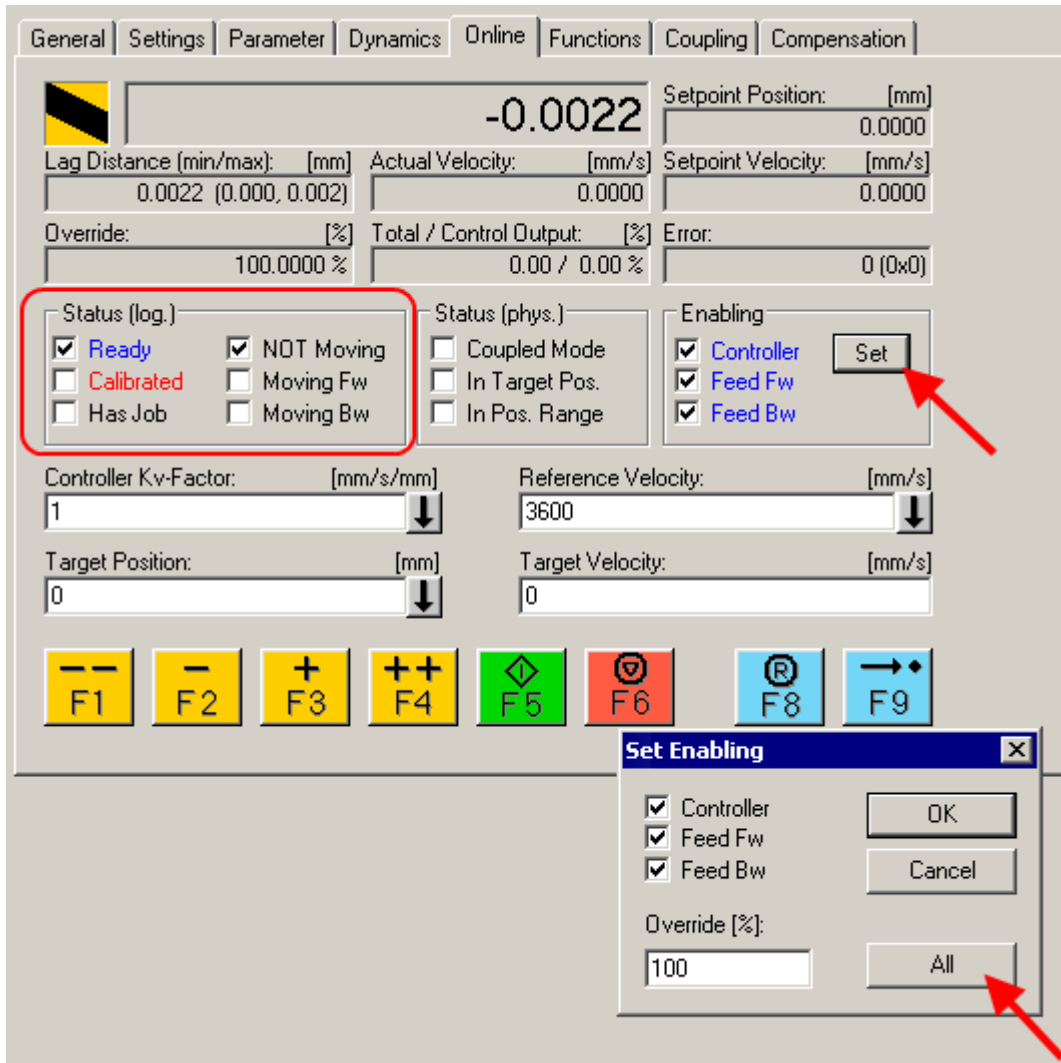 General Settings Parameter Dynamics Online Functions Coupling Compensation
-0.0022
Setpoint Position: [mm]
0.0000
Lag Distance (min/max): [mm] Actual Velocity: [mm/s] Setpoint Velocity: [mm/s]
0.0022 (0.000, 0.002) 0.0000 0.0000
Override: [%] Total / Control Output: [%] Error:
100.0000 % 0.00 / 0.00 % 0 (0x0)
Status (log.) Status (phys.) Enabling
Ready NOT Moving Coupled Mode Controller Set
Calibrated Moving Fw In Target Pos. Feed Fw
Has Job Moving Bw In Pos. Range Feed Bw
Controller Kv-Factor: [mm/s/mm] Reference Velocity: [mm/s]
1 3600
Target Position: [mm] Target Velocity: [mm/s]
0 0
-- - + ++ R
F1 F2 F3 F4 F5 F6 F8 F9
Set Enabling
Controller OK
Feed Fw
Feed Bw Cancel
Override [%]:
100 All